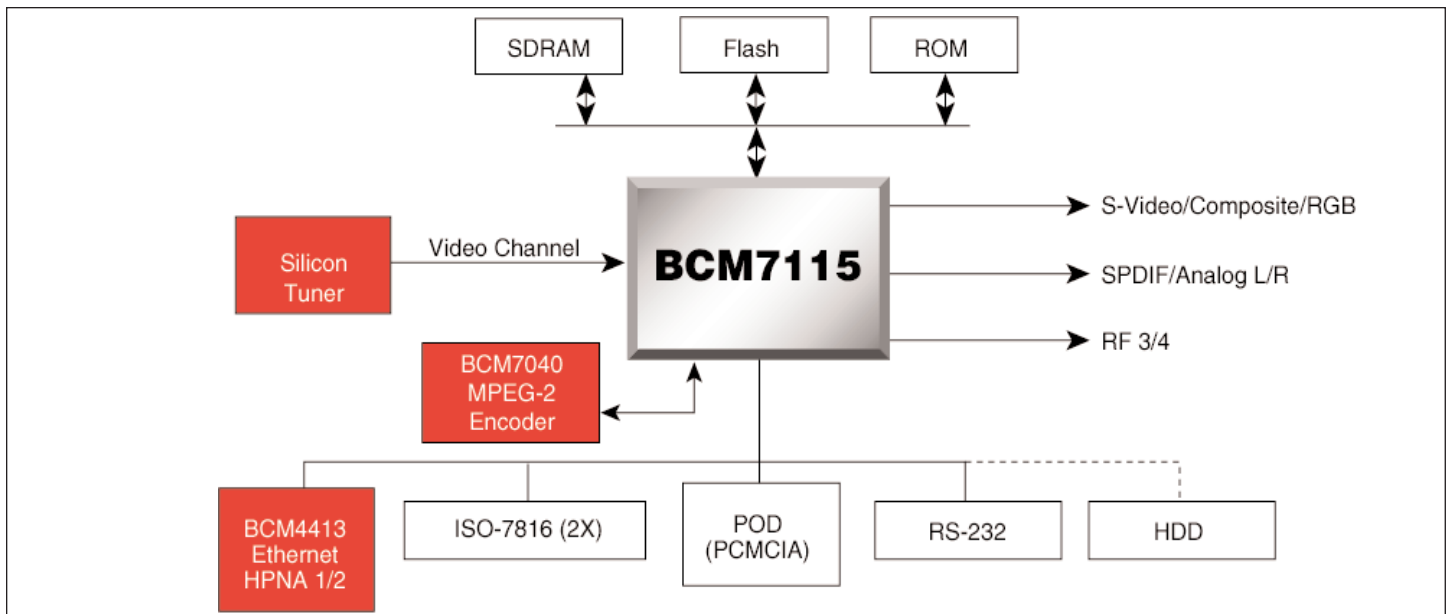 SDRAM
Flash
ROM
Silicon
Tuner
Video Channel
BCM7115
S-Video/Composite/RGB
SPDIF/Analog L/R
RF 3/4
BCM7040
MPEG-2
Encoder
BCM4413
Ethernet
HPNA 1/2
ISO-7816 (2X)
POD
(PCMCIA)
RS-232
HDD